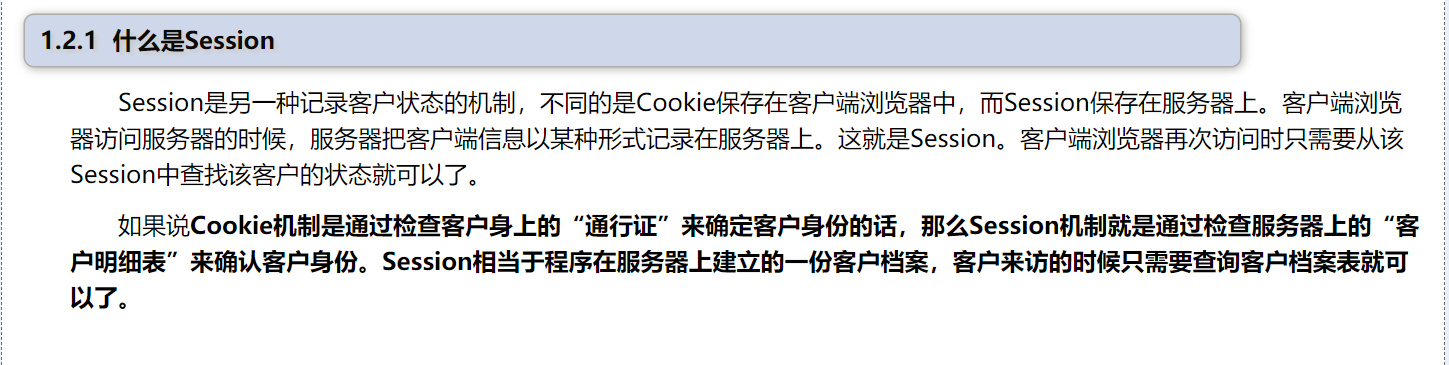 1.2.1 什么是Session
Session是另一种记录客户状态的机制，不同的是Cookie保存在客户端浏览器中，而Session保存在服务器上。客户端浏览
器访问服务器的时候，服务器把客户端信息以某种形式记录在服务器上。这就是Session。客户端浏览器再次访问时只需要从该
Session中查找该客户的状态就可以了。
如果说Cookie机制是通过检查客户身上的“通行证”来确定客户身份的话，那么Session机制就是通过检查服务器上的“客
户明细表”来确认客户身份。Session相当于程序在服务器上建立的一份客户档案，客户来访的时候只需要查询客户档案表就可
以了。